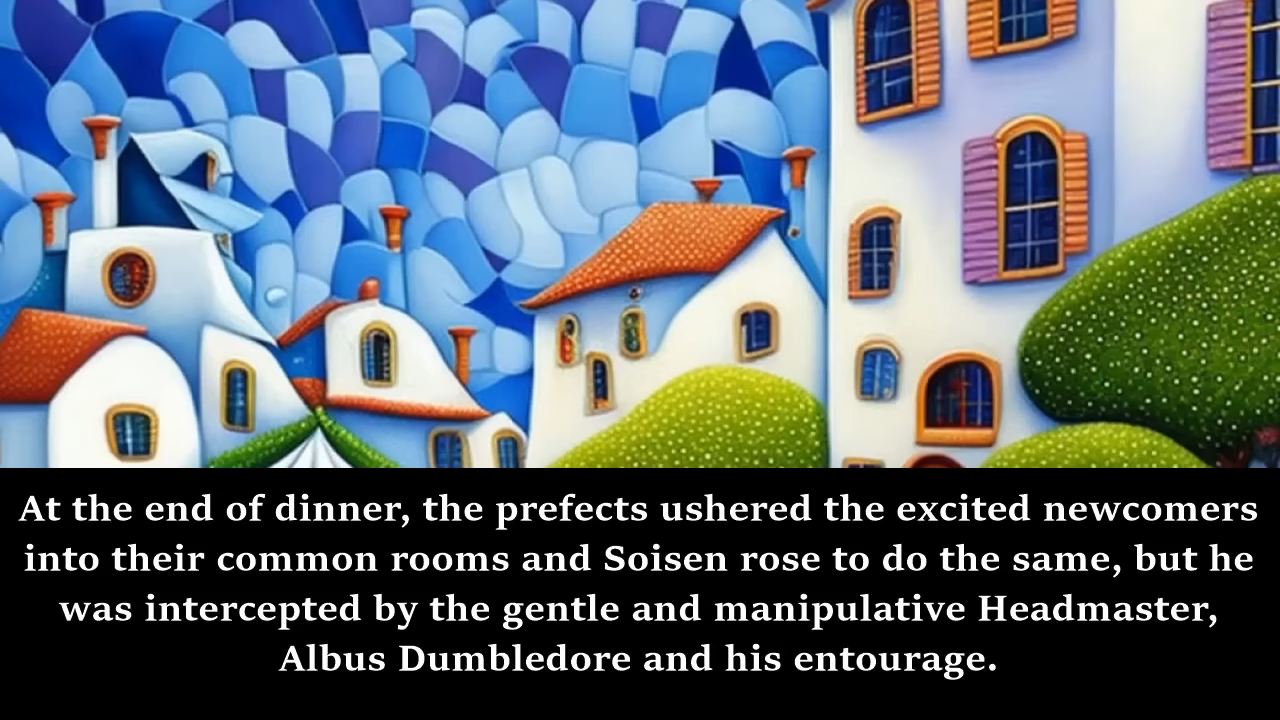 At the end of dinner, the prefects ushered the excited newcomers
into their common rooms and Soisen rose to do the same, but he
was intercepted by the gentle and manipulative Headmaster,
Albus Dumbledore and his entourage.